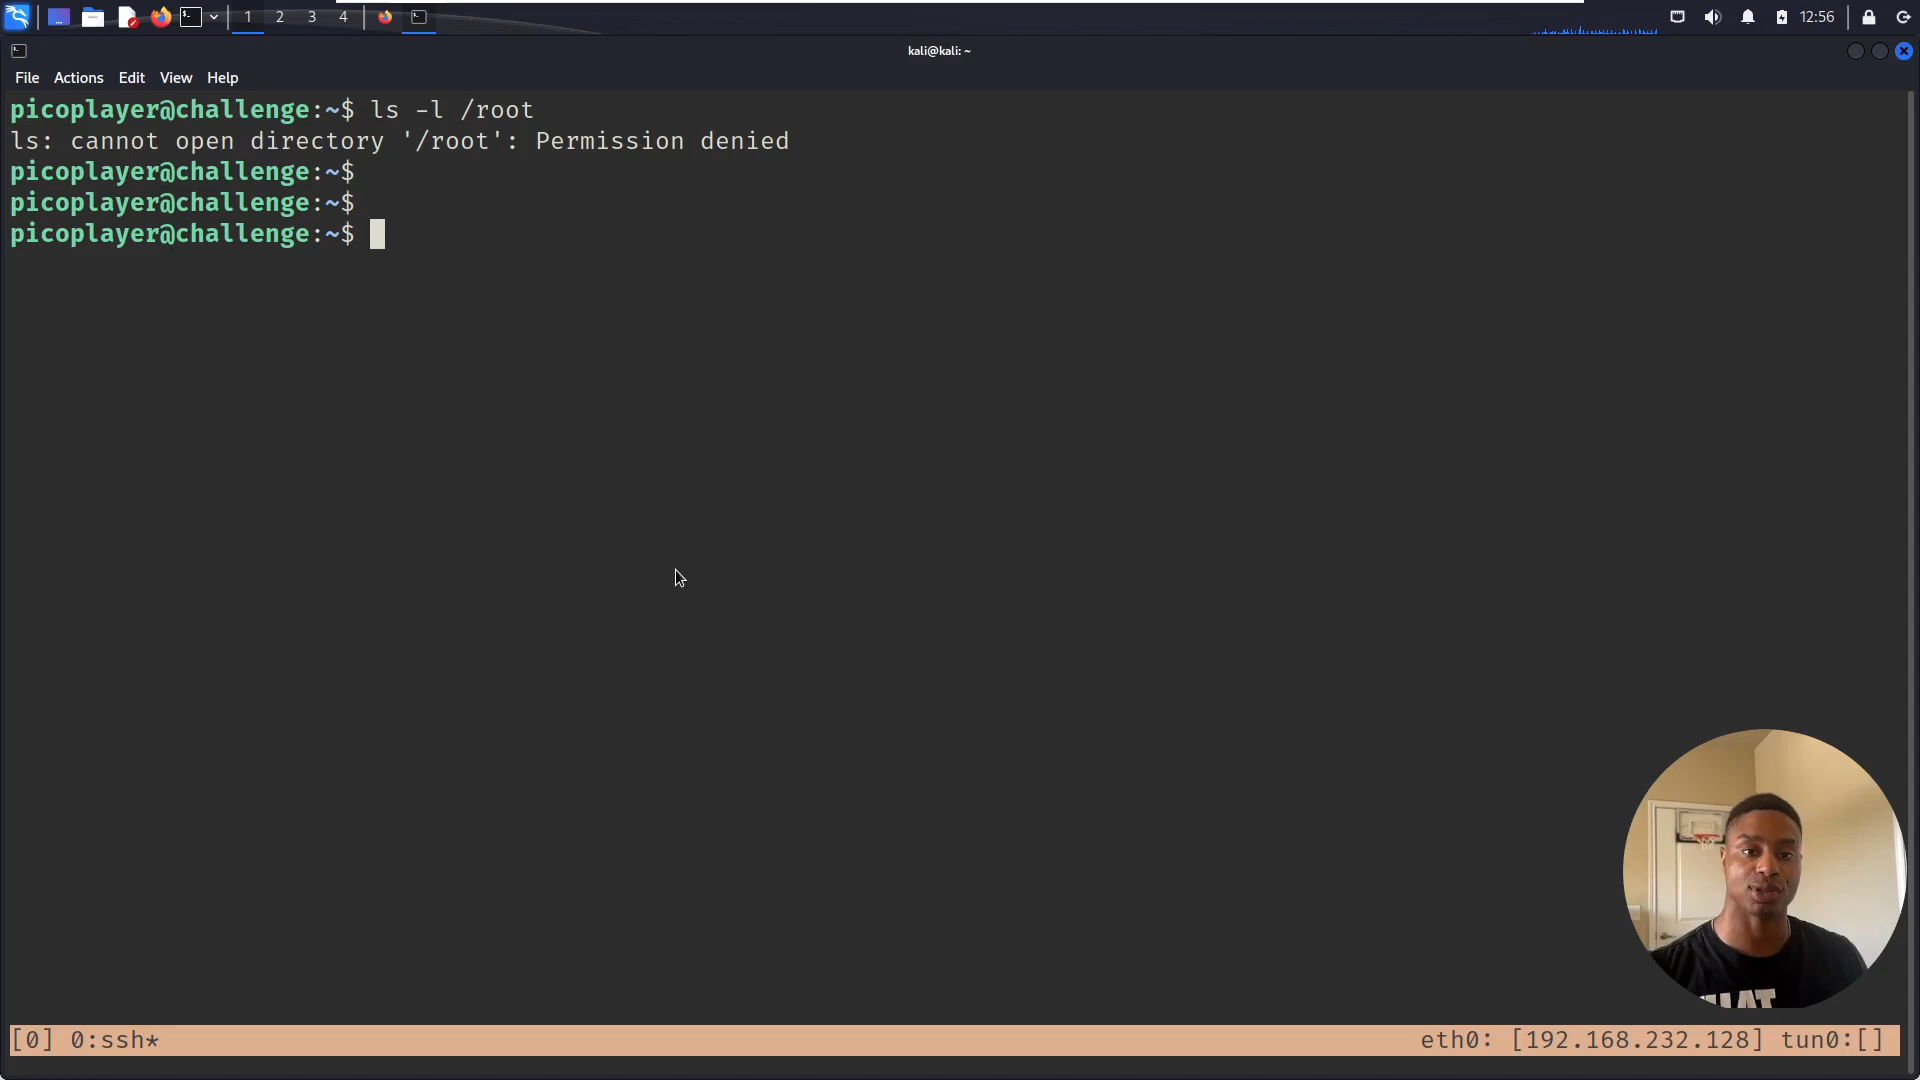 1 2 3 4
12:56
kali@kali: ~
File Actions Edit View Help
picoplayer@challenge:~$ ls -l /root
ls: cannot open directory '/root': Permission denied
picoplayer@challenge:~$
picoplayer@challenge:~$
picoplayer@challenge:~$
[0] 0:ssh* eth0: [192.168.232.128] tun0:[]